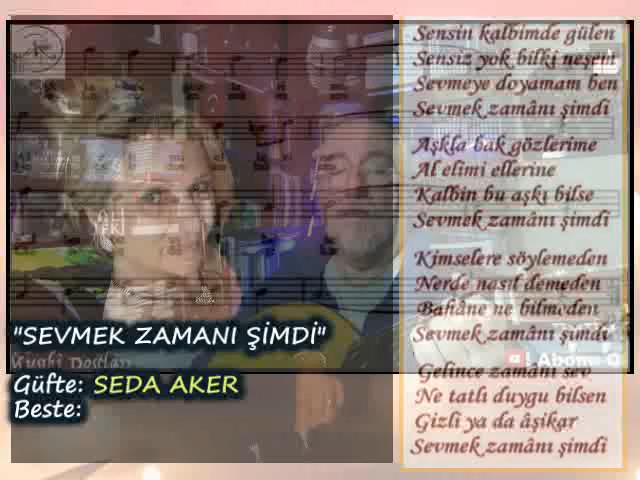 "SEVMEK ZAMANI ŞİMDİ"
Güfte: SEDA AKER
Beste:
Sensin kalbimde gülen
Sensiz yok bilki neşem
Sevmeye doyamam ben
Sevmek zamânı şimdi
Aşkla bak gözlerime
Al elimi ellerine
Kalbin bu aşkı bilse
Sevmek zamânı şimdi
Kimselere söylemeden
Nerde nasıl demeden
Bahâne ne bilmeden
Sevmek zamânı şimdi
Abone
Gelince zamânı sev
Ne tatlı duygu bilsen
Gizli ya da âşikar
Sevmek zamânı şimdi